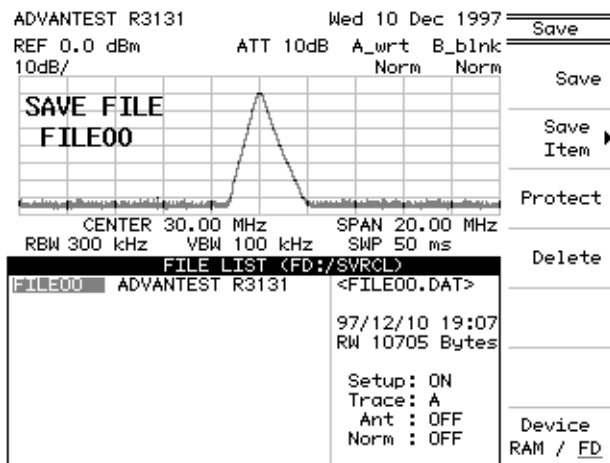 ADVANTEST R3131 Wed 10 Dec 1997
REF 0.0 dBm ATT 10dB A_wrt B_blnk
10dB/ Norm Norm
SAVE FILE
FILE00
CENTER 30.00 MHz SPAN 20.00 MHz
RBW 300 kHz VBW 100 kHz SWP 50 ms
FILE LIST (FD:/SVRCL)
FILE00 ADVANTEST R3131
<FILE00.DAT>
97/12/10 19:07
RW 10705 Bytes
Setup: ON
Trace: A
Ant : OFF
Norm : OFF
Save
Save
Save
Item
Protect
Delete
Device
RAM / FD